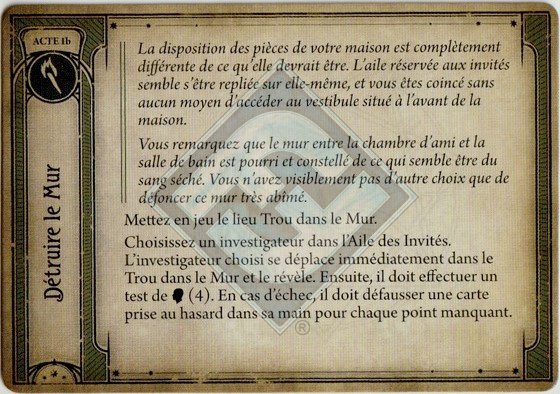 ACTE 1b
Détruire le Mur
La disposition des pièces de votre maison est complètement
différente de ce qu'elle devrait être. L'aile réservée aux invités
semble s'être repliée sur elle-même, et vous êtes coincé sans
aucun moyen d'accéder au vestibule situé à l'avant de la
maison.
Vous remarquez que le mur entre la chambre d'ami et la
salle de bain est pourri et constellé de ce qui semble être du
sang séché. Vous n'avez visiblement pas d'autre choix que de
défoncer ce mur très abîmé.
Mettez en jeu le lieu Trou dans le Mur.
Choisissez un investigateur dans l'Aile des Invités.
L'investigateur choisi se déplace immédiatement dans le
Trou dans le Mur et le révèle. Ensuite, il doit effectuer un
test de (4). En cas d'échec, il doit défausser une carte
prise au hasard dans sa main pour chaque point manquant.
®